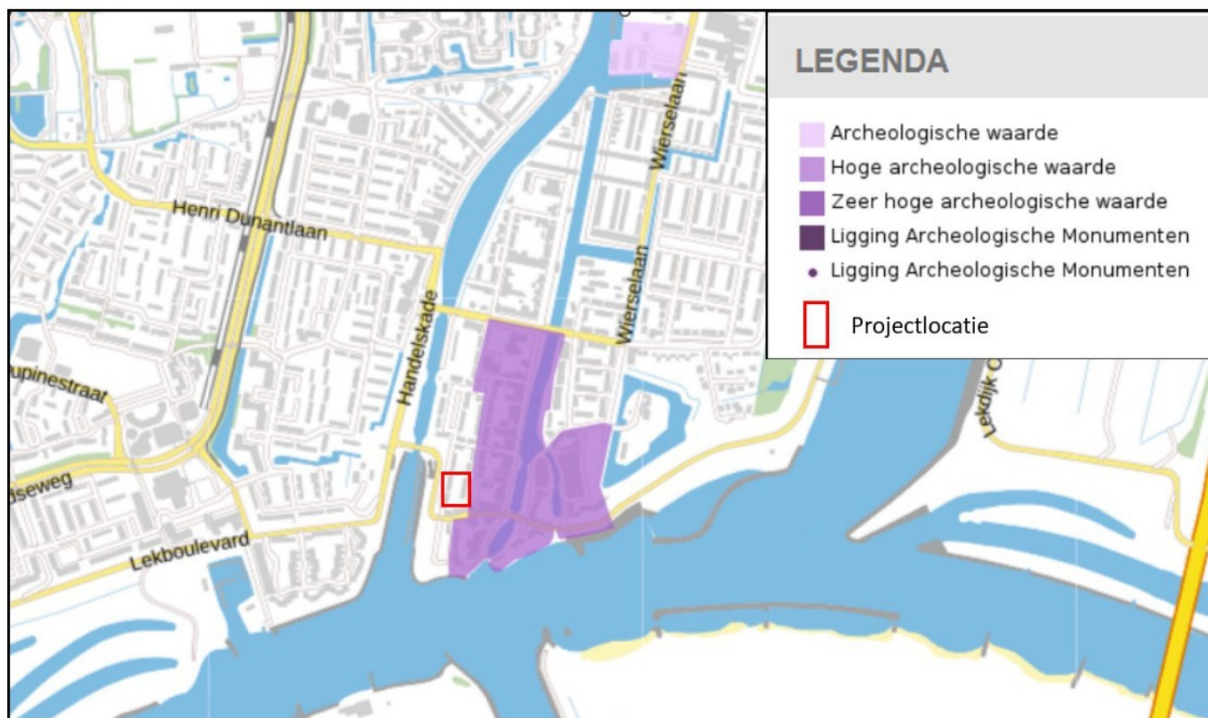 LEGENDA
Archeologische waarde
Hoge archeologische waarde
Zeer hoge archeologische waarde
Ligging Archeologische Monumenten
Ligging Archeologische Monumenten
Projectlocatie
Wierselaan
Henri Dunantlaan
Wierselaan
Handelskade
upinestraat
Lekdijk O
dseweg
Lekboulevard